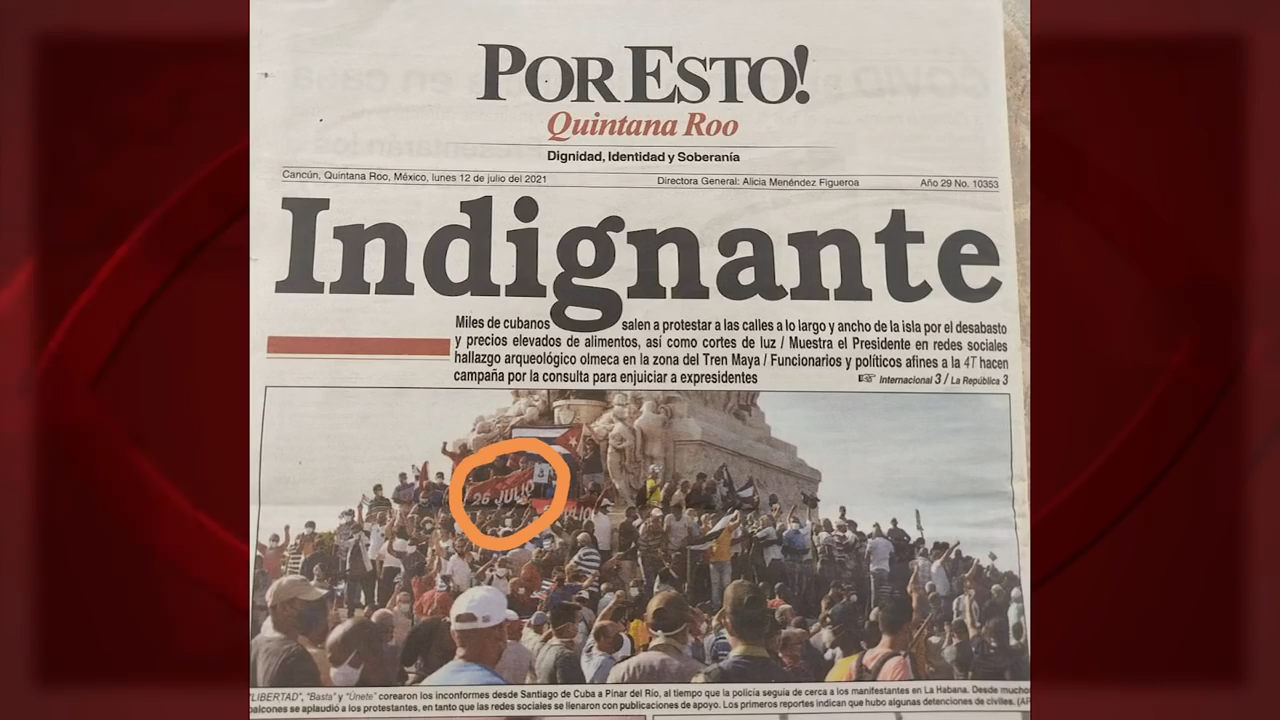 POR ESTO!
Quintana Roo
Dignidad, Identidad y Soberanía
Cancún, Quintana Roo, México, lunes 12 de julio del 2021 Directora General: Alicia Menéndez Figueroa Año 29 No. 10353
Indignante
Miles de cubanos salen a protestar a las calles a lo largo y ancho de la isla por el desabasto
y precios elevados de alimentos, así como cortes de luz / Muestra el Presidente en redes sociales
hallazgo arqueológico olmeca en la zona del Tren Maya / Funcionarios y políticos afines a la 4T hacen
campaña por la consulta para enjuiciar a expresidentes Internacional 3 / La República 3
26 JULIO
JULIO
"LIBERTAD", "Basta" y "Únete" corearon los inconformes desde Santiago de Cuba a Pinar del Río, al tiempo que la policía seguía de cerca a los manifestantes en La Habana. Desde muchos
balcones se aplaudió a los protestantes, en tanto que las redes sociales se llenaron con publicaciones de apoyo. Los primeros reportes indican que hubo algunas detenciones de civiles. (AP